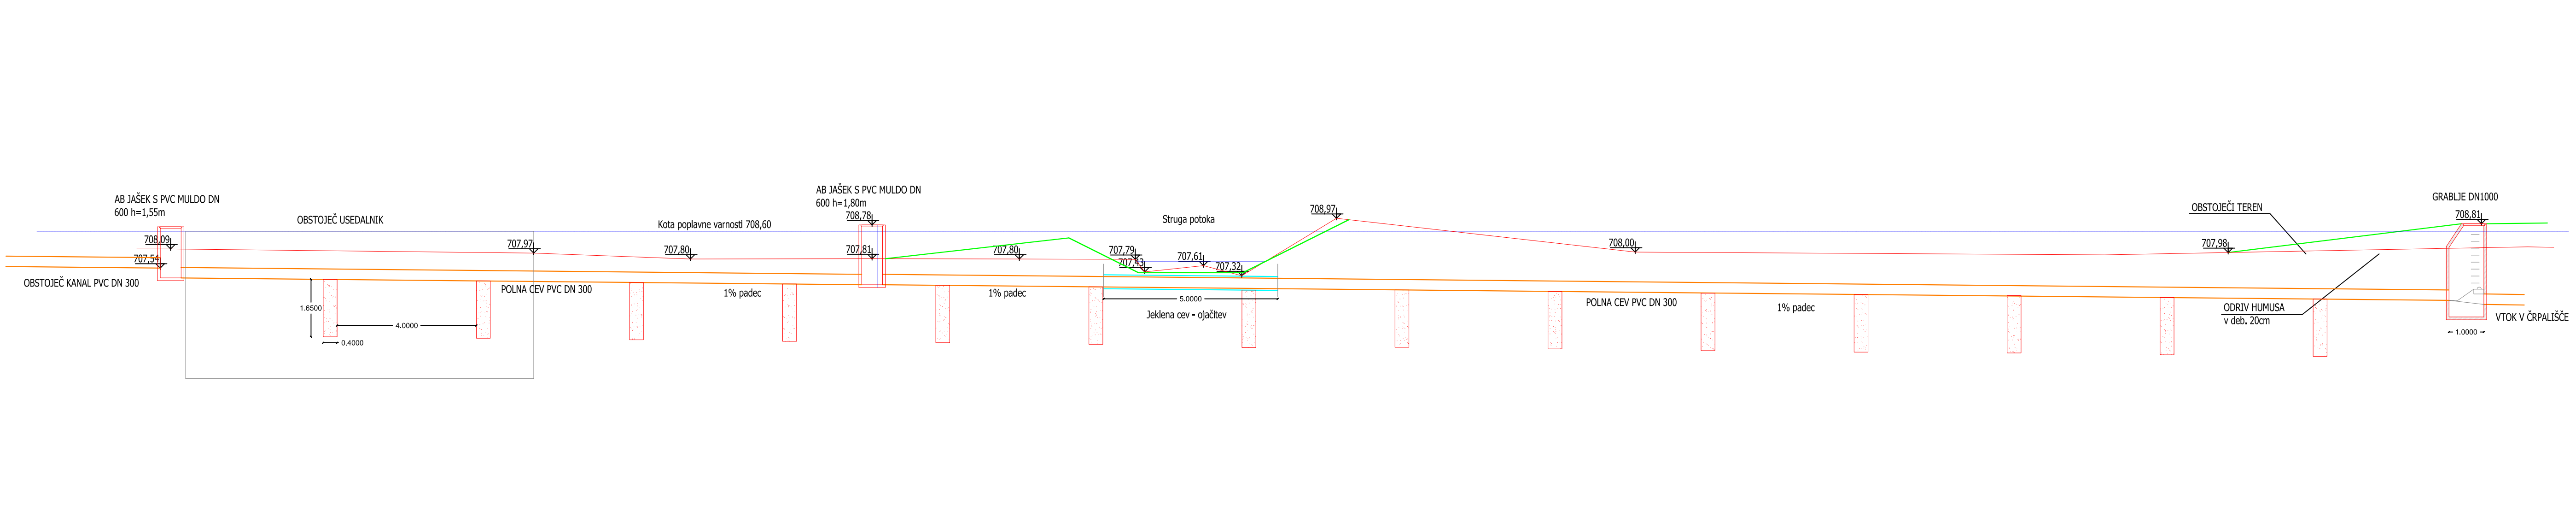 AB JAŠEK S PVC MULDO DN
600 h=1,55m
708,09
707,54
OBSTOJEČ KANAL PVC DN 300
OBSTOJEČ USEDALNIK
1.6500
4.0000
0.4000
707,97
POLNA CEV PVC DN 300
Kota poplavne varnosti 708,60
707,80
1% padec
AB JAŠEK S PVC MULDO DN
600 h=1,80m
708,78
707,81
707,80
1% padec
Struga potoka
707,79
707,43
707,61
707,32
5.0000
Jeklena cev - ojačitev
708,97
708,00
POLNA CEV PVC DN 300
1% padec
OBSTOJEČI TEREN
707,98
ODRIV HUMUSA
v deb. 20cm
GRABLJE DN1000
708,81
VTOK V ČRPALIŠČE
1.0000